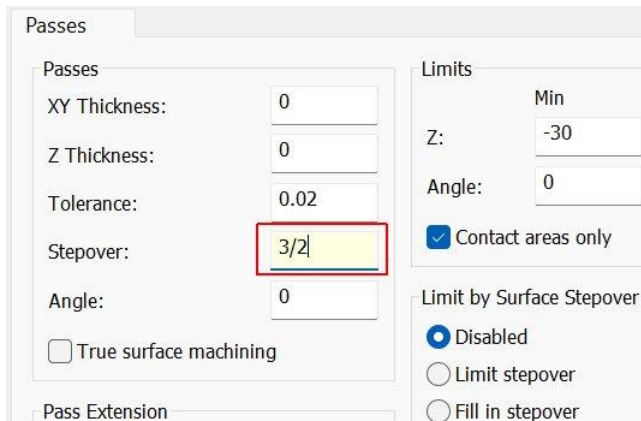 Passes
Passes
XY Thickness: 0
Z Thickness: 0
Tolerance: 0.02
Stepover: 3/2
Angle: 0
True surface machining
Pass Extension
Limits
Min
Z: -30
Angle: 0
Contact areas only
Limit by Surface Stepover
Disabled
Limit stepover
Fill in stepover